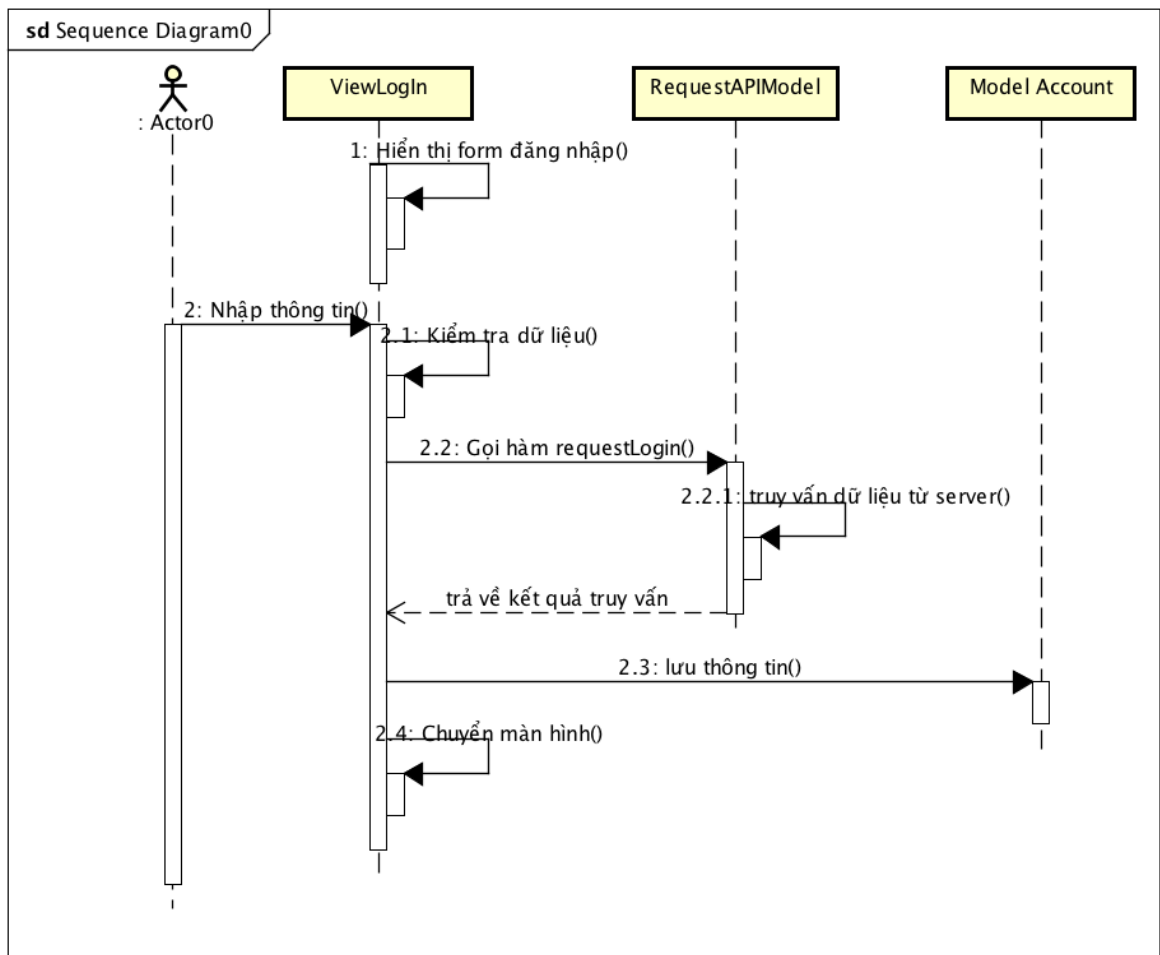 sd Sequence Diagram0
: Actor0
ViewLogIn
RequestAPIModel
Model Account
1: Hiển thị form đăng nhập()
2: Nhập thông tin()
2.1: Kiểm tra dữ liệu()
2.2: Gọi hàm requestLogin()
2.2.1: truy vấn dữ liệu từ server()
trả về kết quả truy vấn
2.3: lưu thông tin()
2.4: Chuyển màn hình()